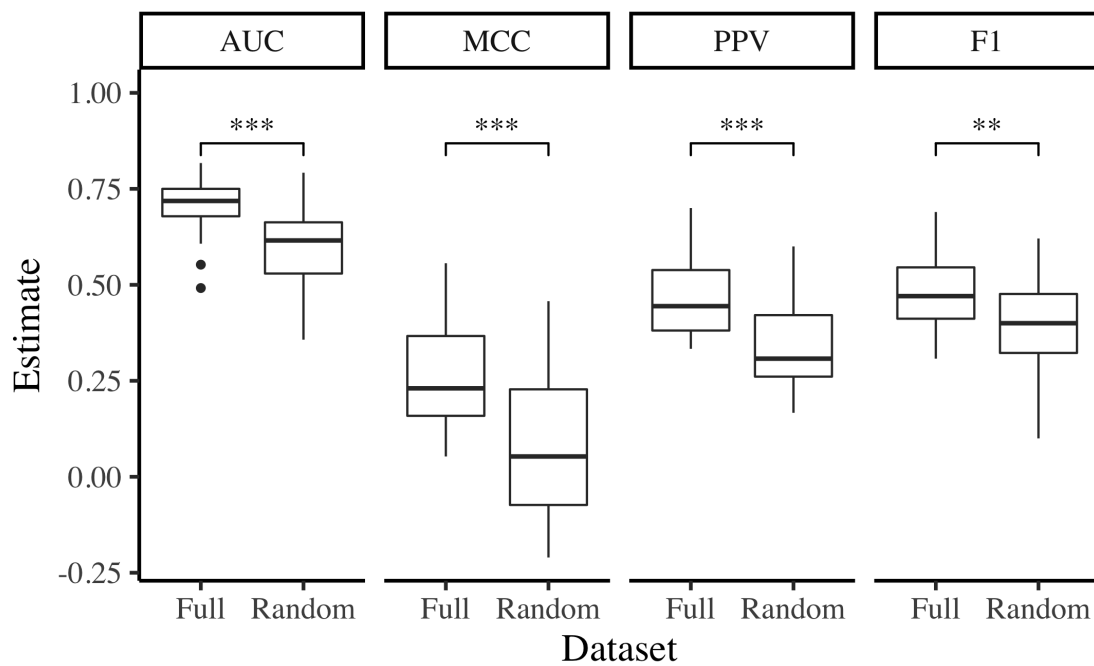 AUC MCC PPV F1
*** *** *** **
1.00
0.75
0.50
0.25
0.00
-0.25
Estimate
Full Random Full Random Full Random Full Random
Dataset